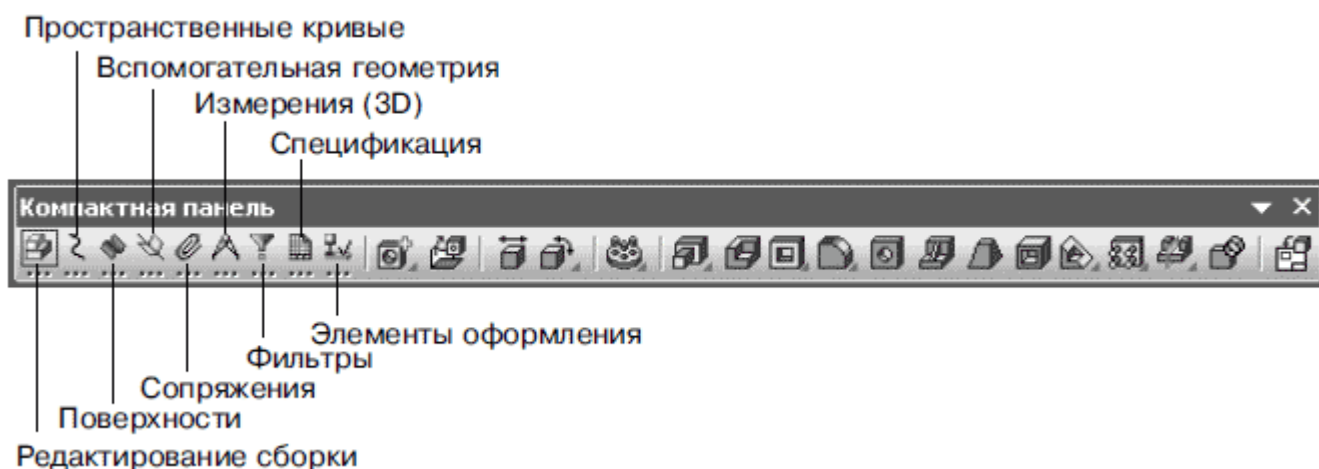 Пространственные кривые
Вспомогательная геометрия
Измерения (3D)
Спецификация
Компактная панель
Элементы оформления
Фильтры
Сопряжения
Поверхности
Редактирование сборки